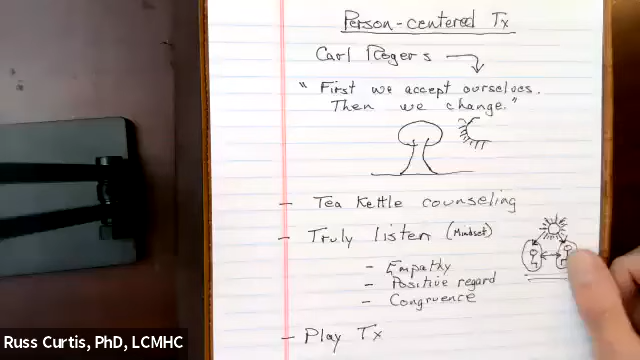 Person-centered Tx
Carl Rogers
"First we accept ourselves.
Then we change."
- Tea Kettle counseling
- Truly listen (Mindset)
- Empathy
- Positive regard
- Congruence
- Play Tx
Russ Curtis, PhD, LCMHC